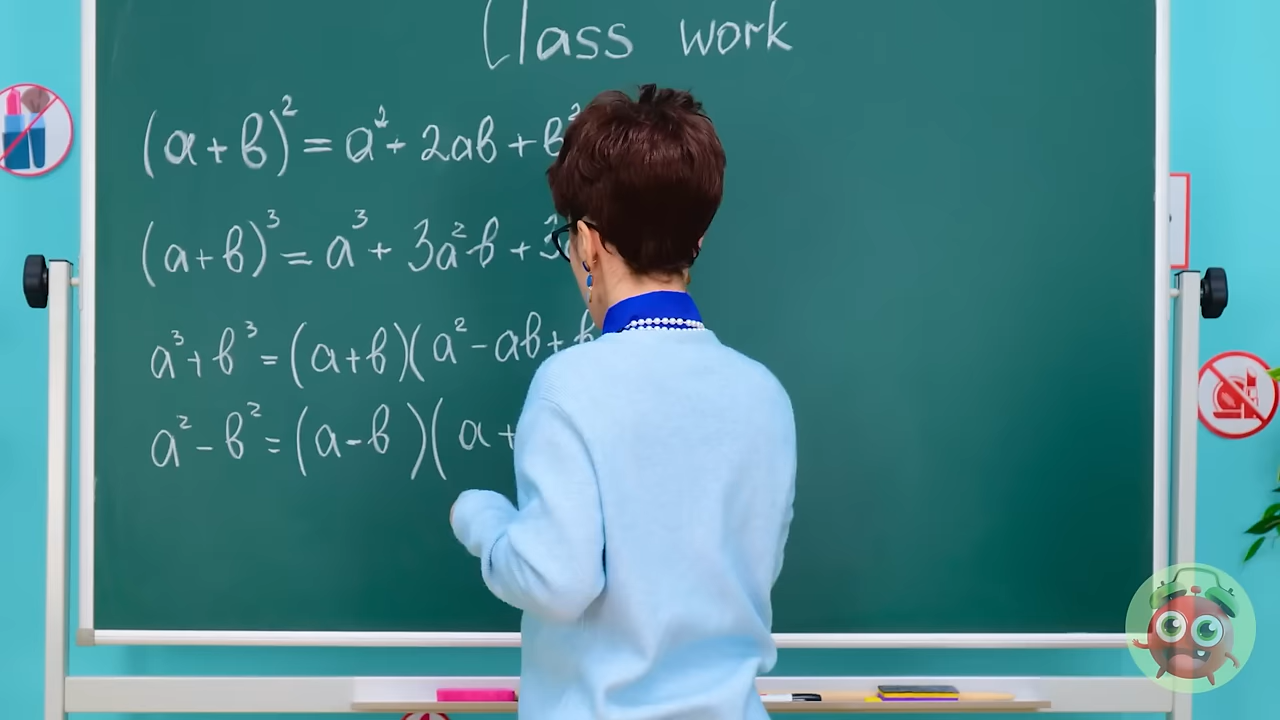 Class work
(a+b)² = a² + 2ab + b²
(a+b)³ = a³ + 3a²b + 3
a³+b³ = (a+b)(a² - ab + b
a² - b² = (a-b)(a+